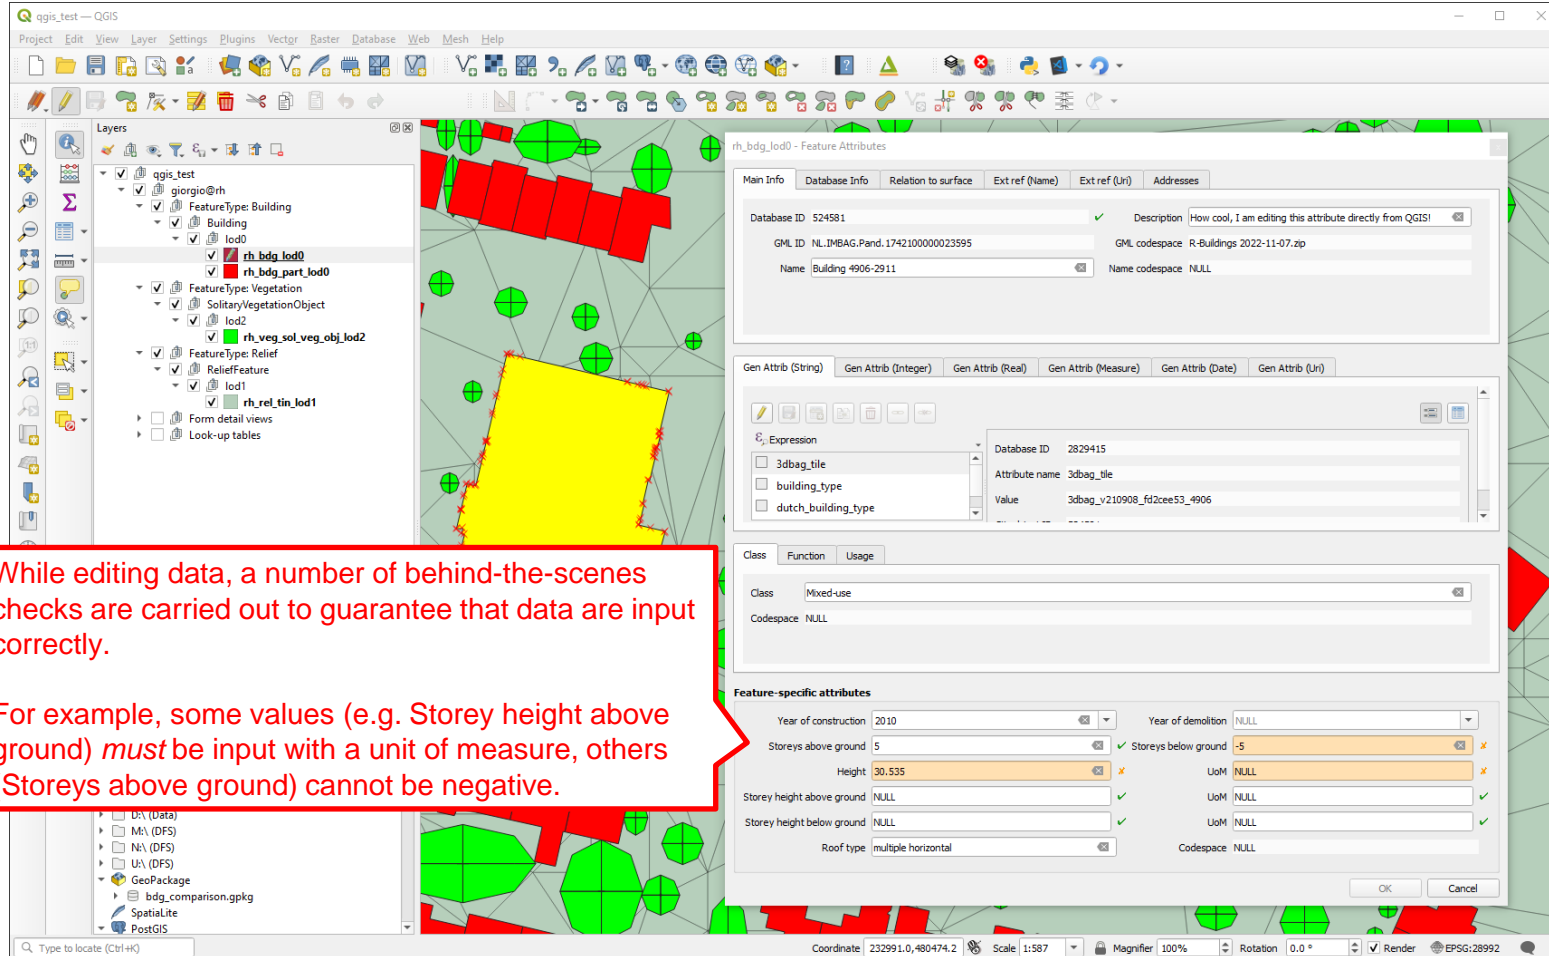 qgis_test — QGIS
Project Edit View Layer Settings Plugins Vector Raster Database Web Mesh Help
Layers
qgis_test
giorgio@rh
FeatureType: Building
Building
lod0
rh_bdg_lod0
rh_bdg_part_lod0
FeatureType: Vegetation
SolitaryVegetationObject
lod2
rh_veg_sol_veg_obj_lod2
FeatureType: Relief
ReliefFeature
lod1
rh_rel_tin_lod1
Form detail views
Look-up tables
While editing data, a number of behind-the-scenes
checks are carried out to guarantee that data are input
correctly.
For example, some values (e.g. Storey height above
ground) must be input with a unit of measure, others
(Storeys above ground) cannot be negative.
D:\ (Data)
M:\ (DFS)
N:\ (DFS)
U:\ (DFS)
GeoPackage
bdg_comparison.gpkg
SpatiaLite
PostGIS
rh_bdg_lod0 - Feature Attributes
Main Info Database Info Relation to surface Ext ref (Name) Ext ref (Uri) Addresses
Database ID 524581 Description How cool, I am editing this attribute directly from QGIS!
GML ID NL.IMBAG.Pand.1742100000023595 GML codespace R-Buildings 2022-11-07.zip
Name Building 4906-2911 Name codespace NULL
Gen Attrib (String) Gen Attrib (Integer) Gen Attrib (Real) Gen Attrib (Measure) Gen Attrib (Date) Gen Attrib (Uri)
Expression
3dbag_tile
building_type
dutch_building_type
Database ID 2829415
Attribute name 3dbag_tile
Value 3dbag_v210908_fd2cee53_4906
Class Function Usage
Class Mixed-use
Codespace NULL
Feature-specific attributes
Year of construction 2010 Year of demolition NULL
Storeys above ground 5 Storeys below ground -5
Height 30.535 UoM NULL
Storey height above ground NULL UoM NULL
Storey height below ground NULL UoM NULL
Roof type multiple horizontal Codespace NULL
OK Cancel
Type to locate (Ctrl+K) Coordinate 232991.0,480474.2 Scale 1:587 Magnifier 100% Rotation 0.0 ° Render EPSG:28992